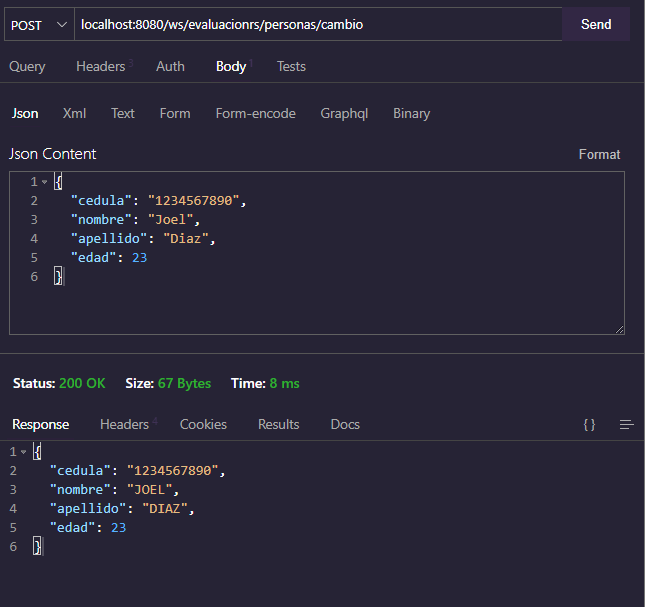 POST localhost:8080/ws/evaluacionrs/personas/cambio Send
Query Headers 3 Auth Body 1 Tests
Json Xml Text Form Form-encode Graphql Binary
Json Content Format
1 {
2 "cedula": "1234567890",
3 "nombre": "Joel",
4 "apellido": "Diaz",
5 "edad": 23
6 }
Status: 200 OK Size: 67 Bytes Time: 8 ms
Response Headers 4 Cookies Results Docs { }
1 {
2 "cedula": "1234567890",
3 "nombre": "JOEL",
4 "apellido": "DIAZ",
5 "edad": 23
6 }